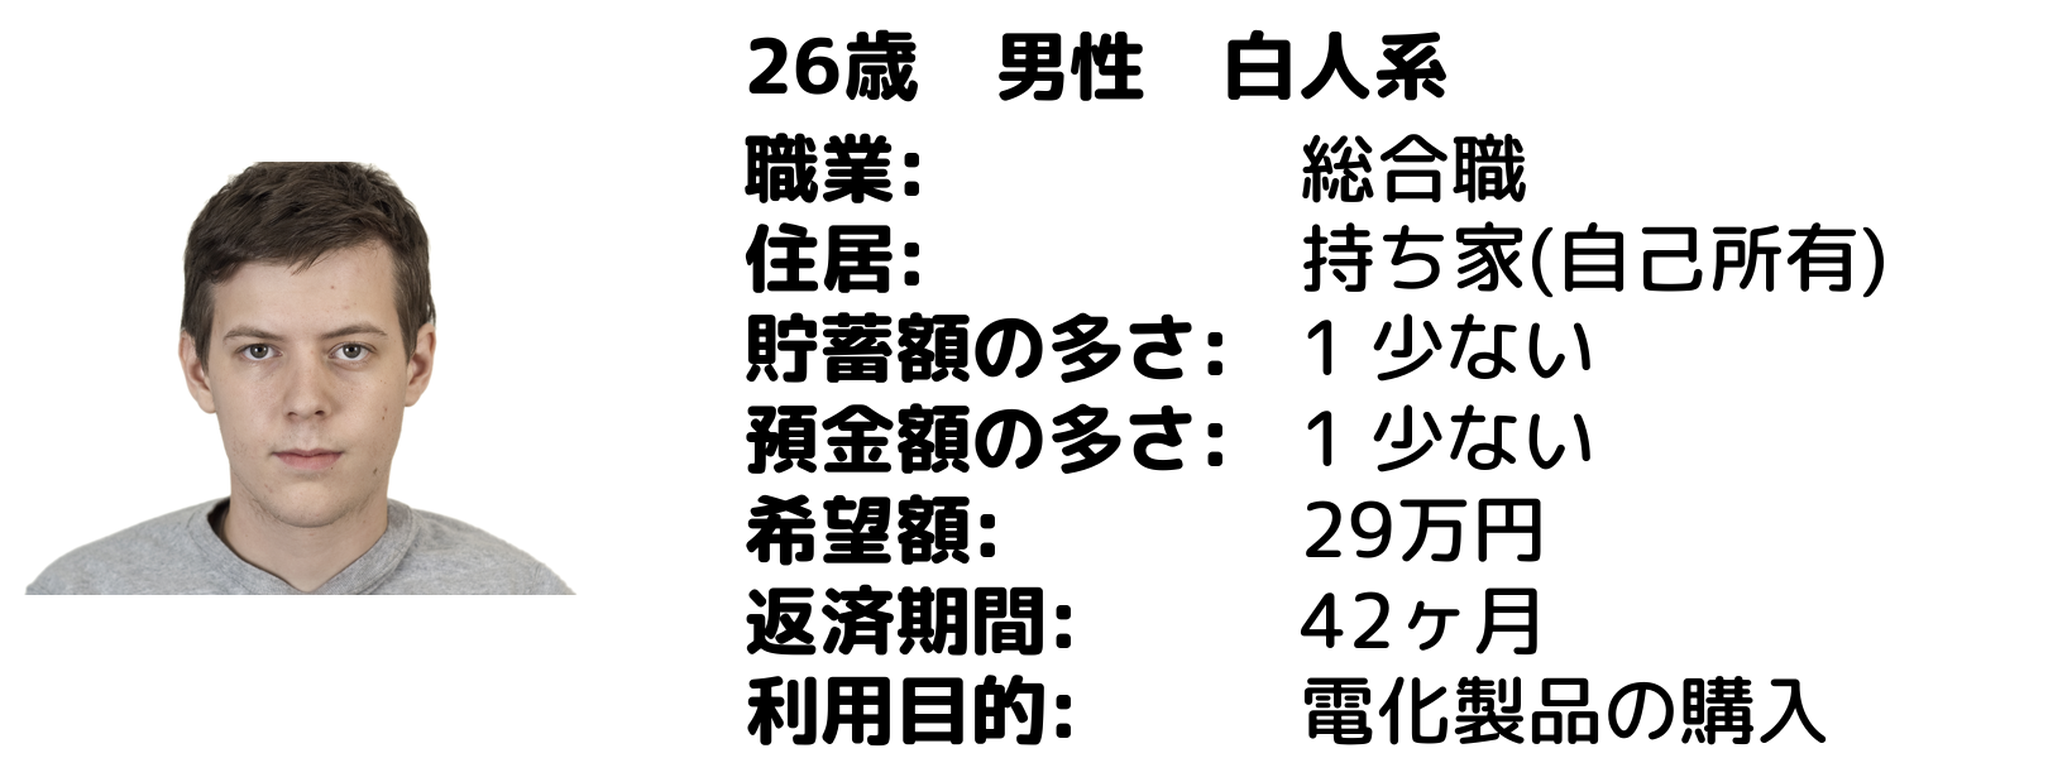 26歳　男性　白人系
職業: 総合職
住居: 持ち家(自己所有)
貯蓄額の多さ: 1 少ない
預金額の多さ: 1 少ない
希望額: 29万円
返済期間: 42ヶ月
利用目的: 電化製品の購入